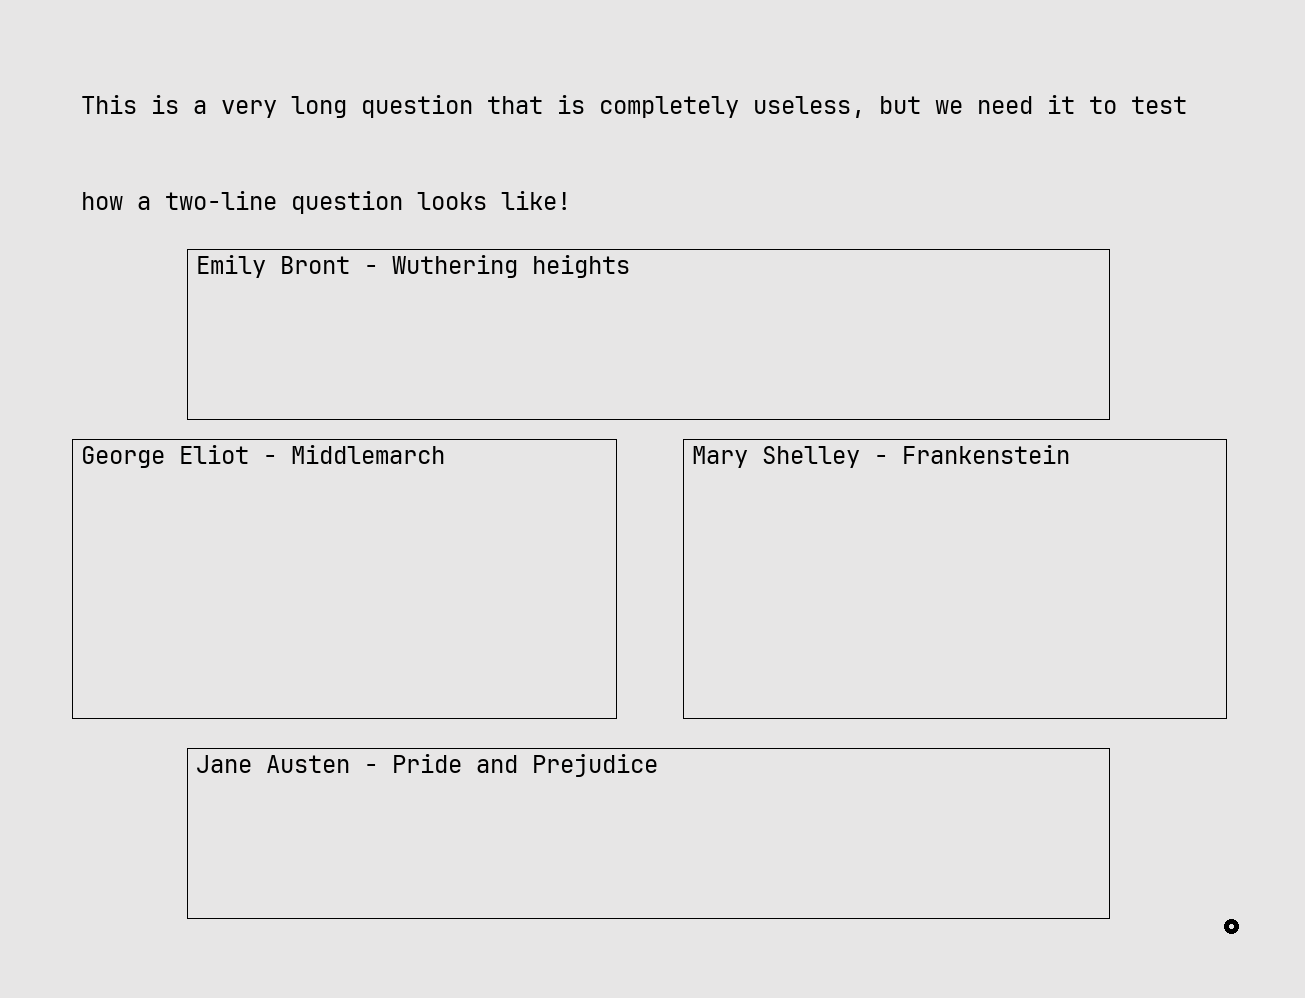 This is a very long question that is completely useless, but we need it to test
how a two-line question looks like!
Emily Bront - Wuthering heights
George Eliot - Middlemarch
Mary Shelley - Frankenstein
Jane Austen - Pride and Prejudice